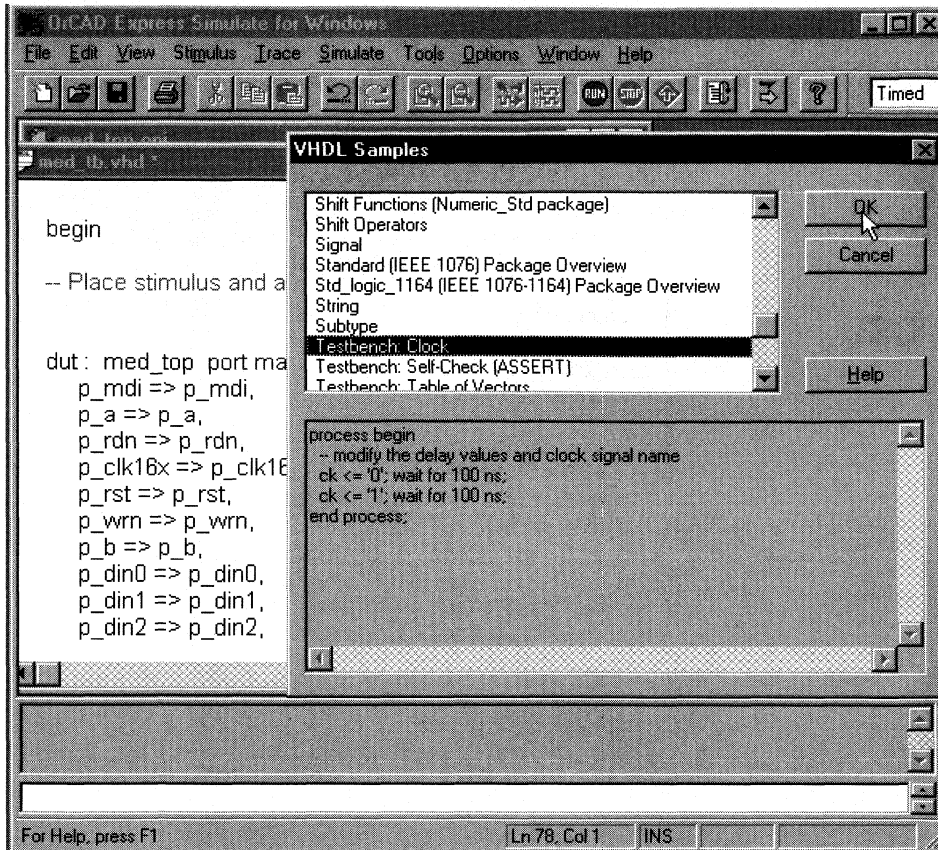 OrCAD Express Simulate for Windows
File Edit View Stimulus Trace Simulate Tools Options Window Help
RUN STOP
Timed
med_tb.vhd *
begin
-- Place stimulus and a
dut : med_top port ma
p_mdi => p_mdi,
p_a => p_a,
p_rdn => p_rdn,
p_clk16x => p_clk16
p_rst => p_rst,
p_wrn => p_wrn,
p_b => p_b,
p_din0 => p_din0,
p_din1 => p_din1,
p_din2 => p_din2,
VHDL Samples
Shift Functions (Numeric_Std package)
Shift Operators
Signal
Standard (IEEE 1076) Package Overview
Std_logic_1164 (IEEE 1076-1164) Package Overview
String
Subtype
Testbench: Clock
Testbench: Self-Check (ASSERT)
Testbench: Table of Vectors
OK
Cancel
Help
process begin
-- modify the delay values and clock signal name
ck <= '0'; wait for 100 ns;
ck <= '1'; wait for 100 ns;
end process;
For Help, press F1
Ln 78, Col 1
INS